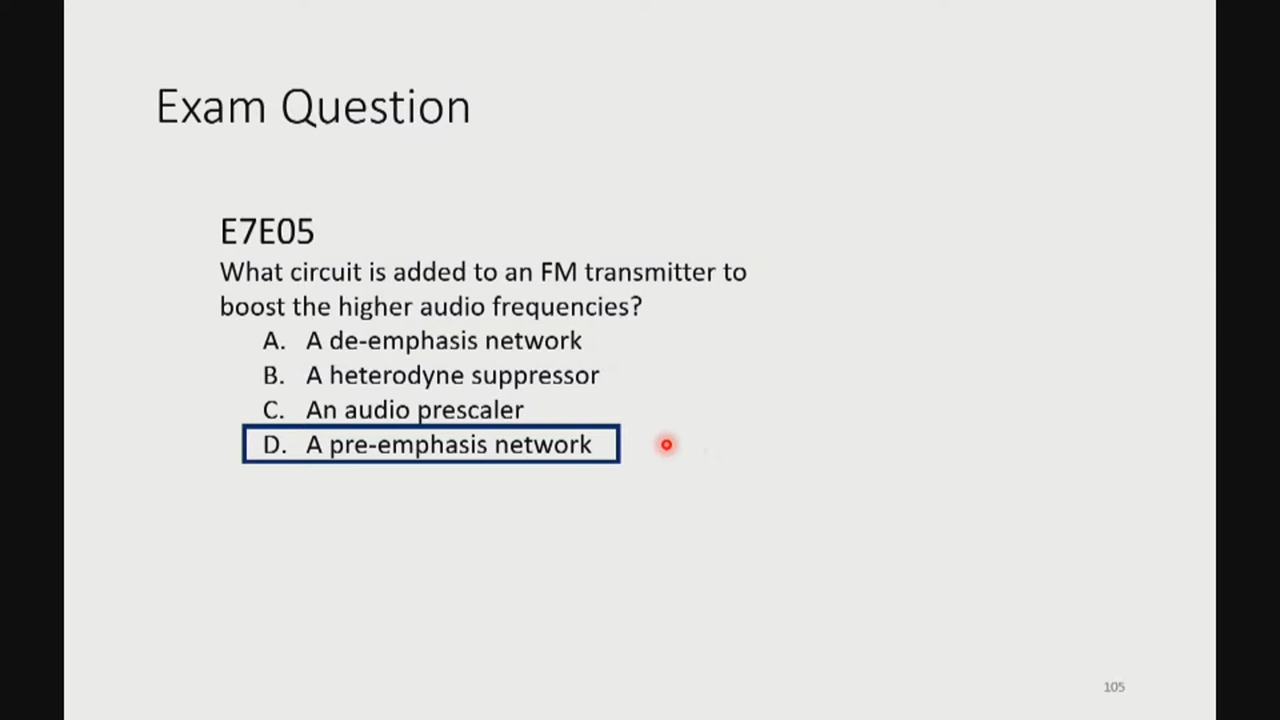 Exam Question
E7E05
What circuit is added to an FM transmitter to
boost the higher audio frequencies?
A. A de-emphasis network
B. A heterodyne suppressor
C. An audio prescaler
D. A pre-emphasis network
105